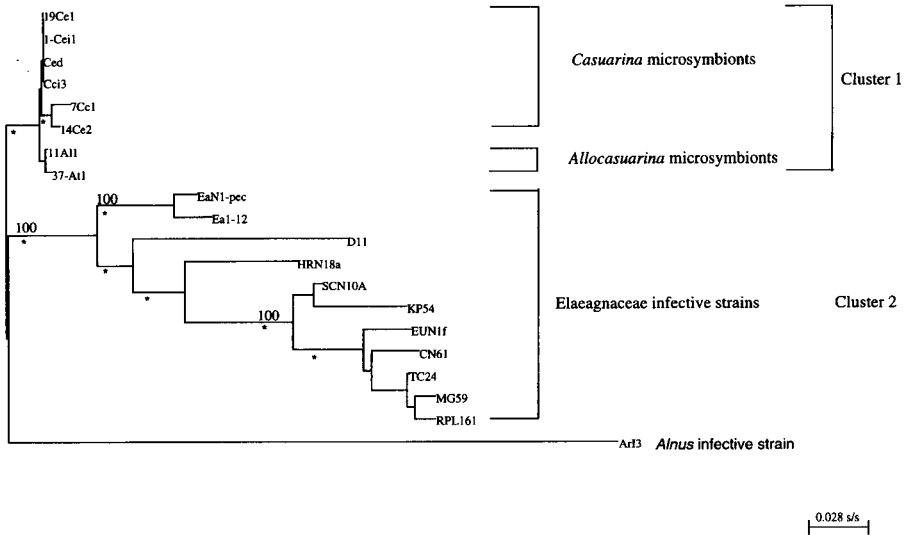 19Ce1
1-Cei1
Ced
Cci3
7Cc1
*
*
14Ce2
11Al1
37-At1
Casuarina microsymbionts
Cluster 1
Allocasuarina microsymbionts
100
EaN1-pec
*
Ea1-12
100
*
D11
*
HRN18a
*
SCN10A
KP54
100
*
EUN1f
*
CN61
TC24
MG59
RPL161
Elaeagnaceae infective strains
Cluster 2
ArI3 Alnus infective strain
0.028 s/s